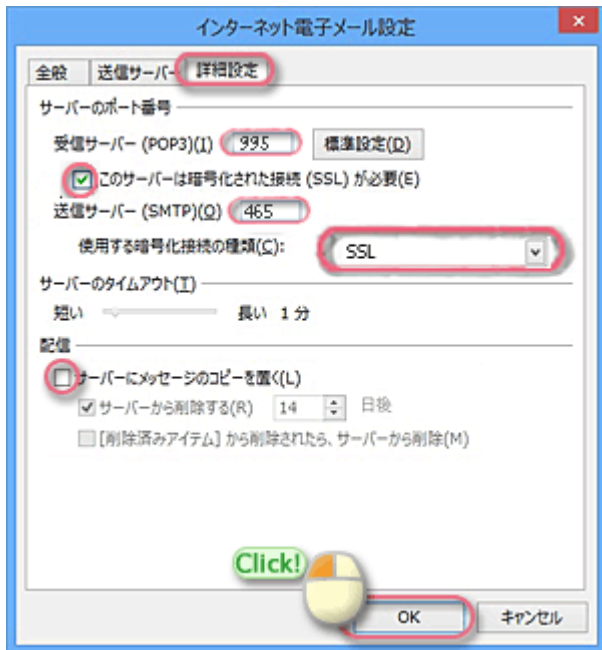 インターネット電子メール設定
全般 送信サーバー 詳細設定
サーバーのポート番号
受信サーバー (POP3)(I) 995 標準設定(D)
このサーバーは暗号化された接続 (SSL) が必要(E)
送信サーバー (SMTP)(O) 465
使用する暗号化接続の種類(C): SSL
サーバーのタイムアウト(T)
短い 長い 1 分
配信
サーバーにメッセージのコピーを置く(L)
サーバーから削除する(R) 14 日後
[削除済みアイテム] から削除されたら、サーバーから削除(M)
Click!
OK キャンセル